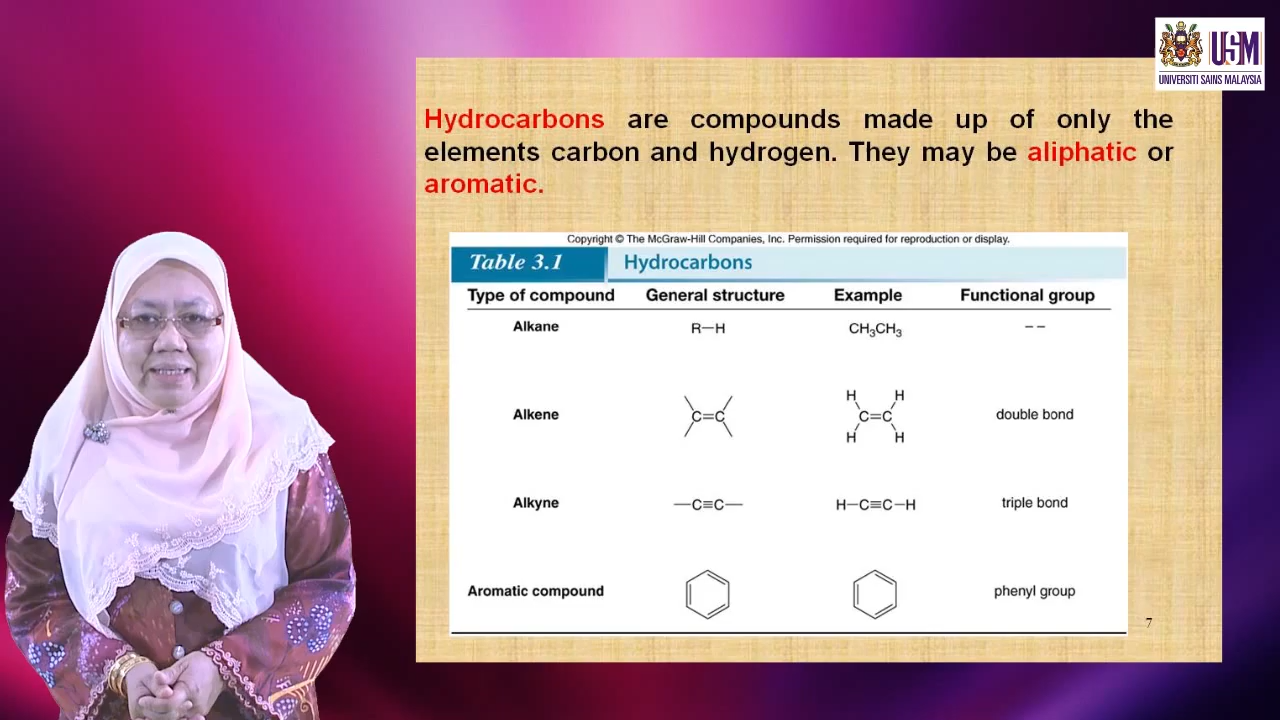 USM
UNIVERSITI SAINS MALAYSIA
Hydrocarbons are compounds made up of only the
elements carbon and hydrogen. They may be aliphatic or
aromatic.
Copyright © The McGraw-Hill Companies, Inc. Permission required for reproduction or display.
Table 3.1 Hydrocarbons
Type of compound General structure Example Functional group
Alkane R—H CH₃CH₃ – –
H H
Alkene C=C C=C double bond
H H
Alkyne —C≡C— H—C≡C—H triple bond
Aromatic compound phenyl group
7